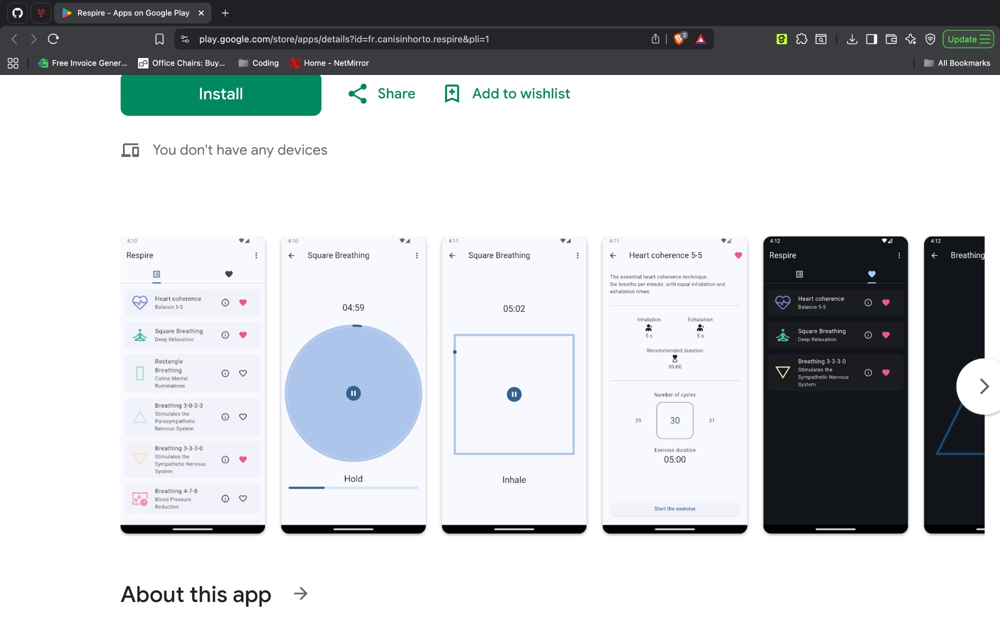 Respire - Apps on Google Play
play.google.com/store/apps/details?id=fr.canisinhorto.respire&pli=1
2
Update
Free Invoice Gener...
Office Chairs: Buy...
Coding
Home - NetMirror
All Bookmarks
Install
Share
Add to wishlist
You don't have any devices
4:10
Respire
Heart coherence
Balance 5-5
Square Breathing
Deep Relaxation
Rectangle
Breathing
Calms Mental
Ruminations
Breathing 3-0-3-3
Stimulates the
Parasympathetic
Nervous System
Breathing 3-3-3-0
Stimulates the
Sympathetic Nervous
System
Breathing 4-7-8
Blood Pressure
Reduction
4:10
Square Breathing
04:59
Hold
4:11
Square Breathing
05:02
Inhale
4:11
Heart coherence 5-5
The essential heart coherence technique.
Six breaths per minute, with equal inhalation and
exhalation times.
Inhalation
Exhalation
5 s
5 s
Recommended duration
05:00
Number of cycles
29
30
31
Exercise duration
05:00
Start the exercise
4:12
Respire
Heart coherence
Balance 5-5
Square Breathing
Deep Relaxation
Breathing 3-3-3-0
Stimulates the
Sympathetic Nervous
System
4:12
Breathing
About this app